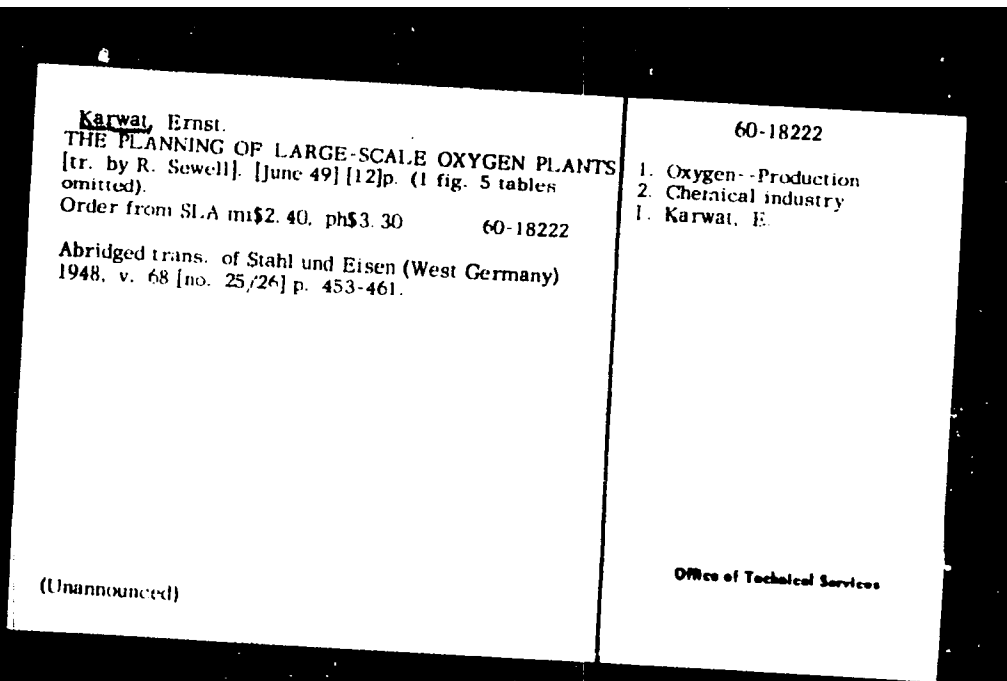 Karwat, Ernst.
THE PLANNING OF LARGE-SCALE OXYGEN PLANTS
[tr. by R. Sewell]. [June 49] [12]p. (1 fig. 5 tables
omitted).
Order from SLA mi$2.40, ph$3.30 60-18222
Abridged trans. of Stahl und Eisen (West Germany)
1948, v. 68 [no. 25/26] p. 453-461.
(Unannounced)
60-18222
1. Oxygen--Production
2. Chemical industry
I. Karwat, E.
Office of Technical Services